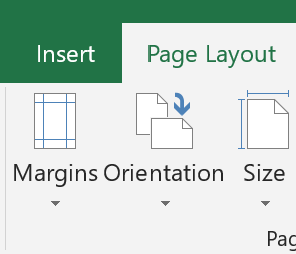 Insert Page Layout
Margins Orientation Size
Pag